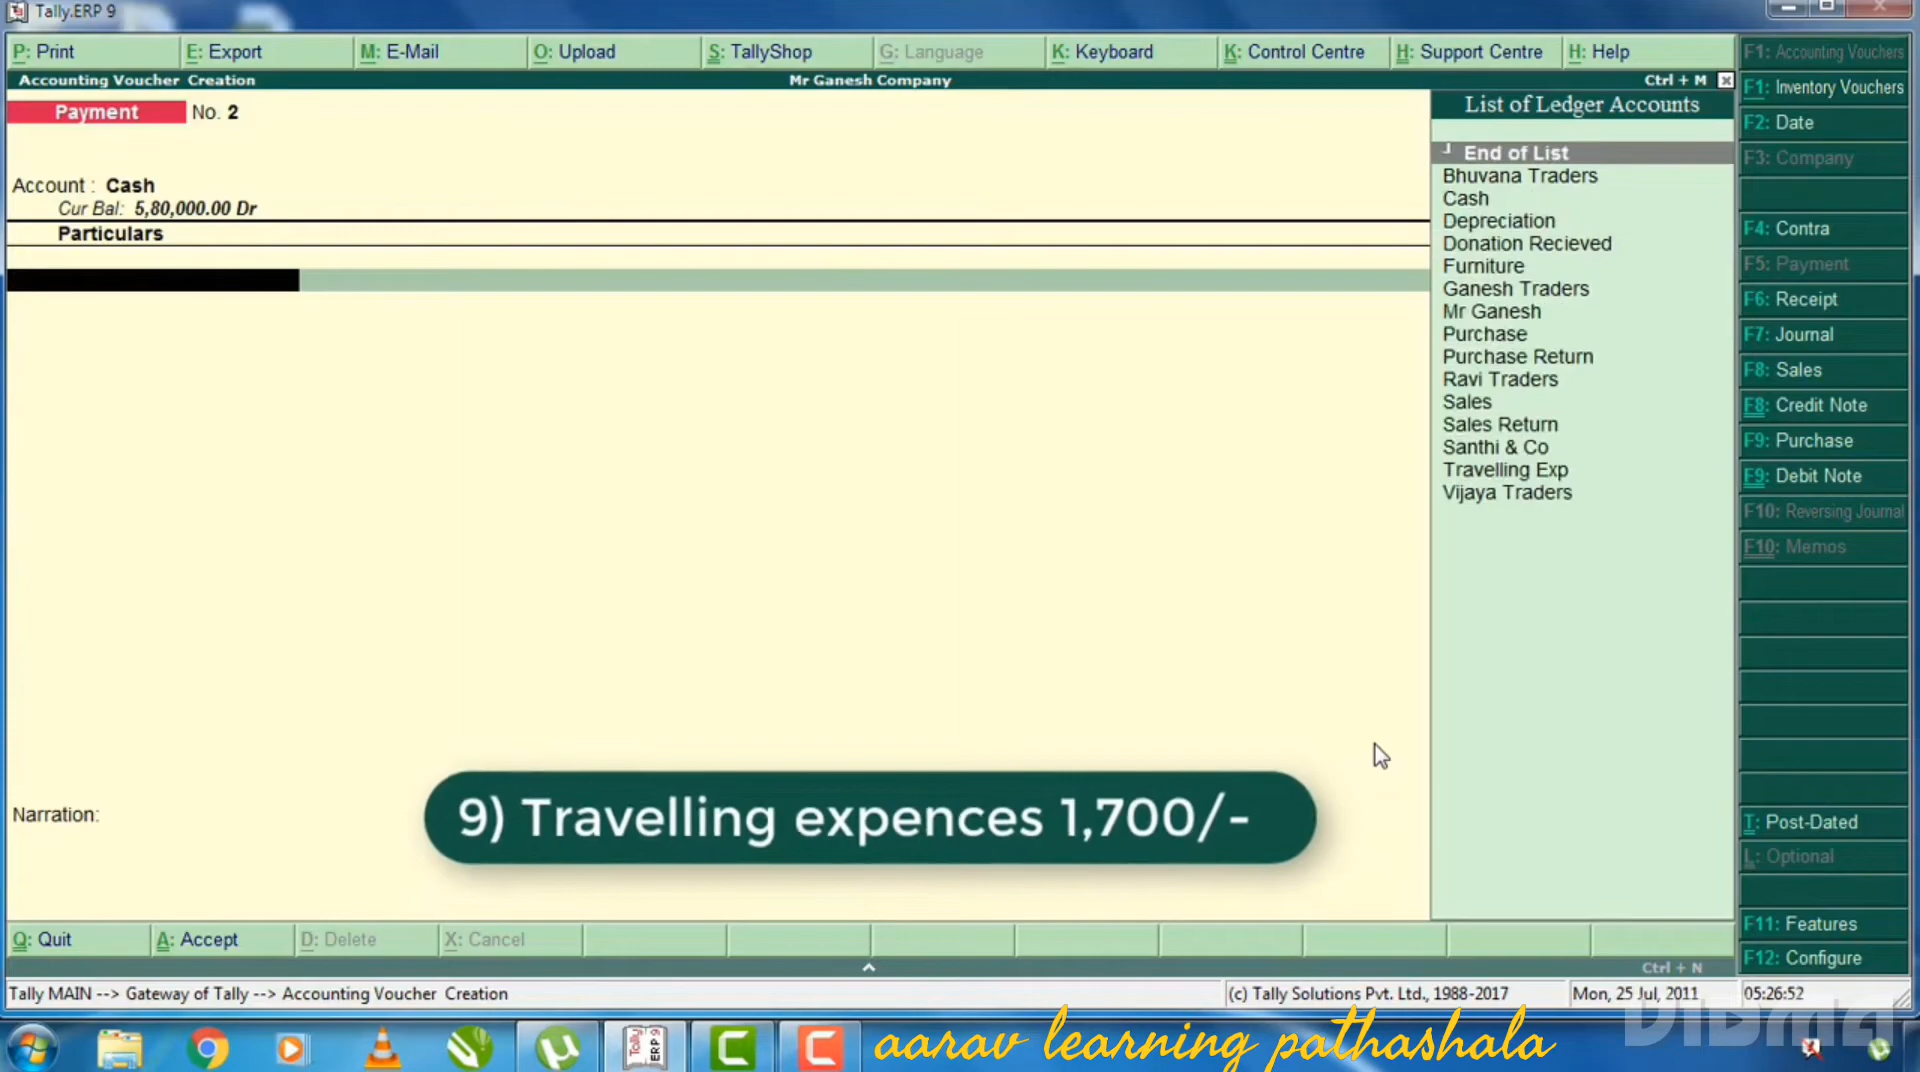 Tally.ERP 9
P: Print
E: Export
M: E-Mail
O: Upload
S: TallyShop
G: Language
K: Keyboard
K: Control Centre
H: Support Centre
H: Help
Accounting Voucher Creation
Mr Ganesh Company
Ctrl + M
Payment
No. 2
Account : Cash
Cur Bal: 5,80,000.00 Dr
Particulars
Narration:
List of Ledger Accounts
End of List
Bhuvana Traders
Cash
Depreciation
Donation Recieved
Furniture
Ganesh Traders
Mr Ganesh
Purchase
Purchase Return
Ravi Traders
Sales
Sales Return
Santhi & Co
Travelling Exp
Vijaya Traders
F1: Accounting Vouchers
F1: Inventory Vouchers
F2: Date
F3: Company
F4: Contra
F5: Payment
F6: Receipt
F7: Journal
F8: Sales
F8: Credit Note
F9: Purchase
F9: Debit Note
F10: Reversing Journal
F10: Memos
T: Post-Dated
L: Optional
F11: Features
F12: Configure
9) Travelling expences 1,700/-
Q: Quit
A: Accept
D: Delete
X: Cancel
Ctrl + N
Tally MAIN --> Gateway of Tally --> Accounting Voucher Creation
(c) Tally Solutions Pvt. Ltd., 1988-2017
Mon, 25 Jul, 2011
05:26:52
Tally
ERP 9
aarav learning pathashala